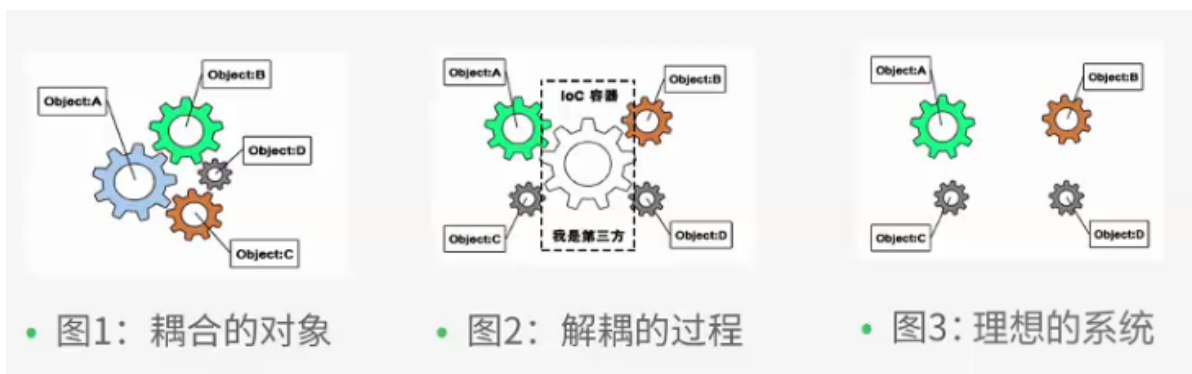 Object:B
Object:A
Object:D
Object:C
图1：耦合的对象
Object:A
Object:B
IoC 容器
Object:C
Object:D
我是第三方
图2：解耦的过程
Object:A
Object:B
Object:C
Object:D
图3：理想的系统